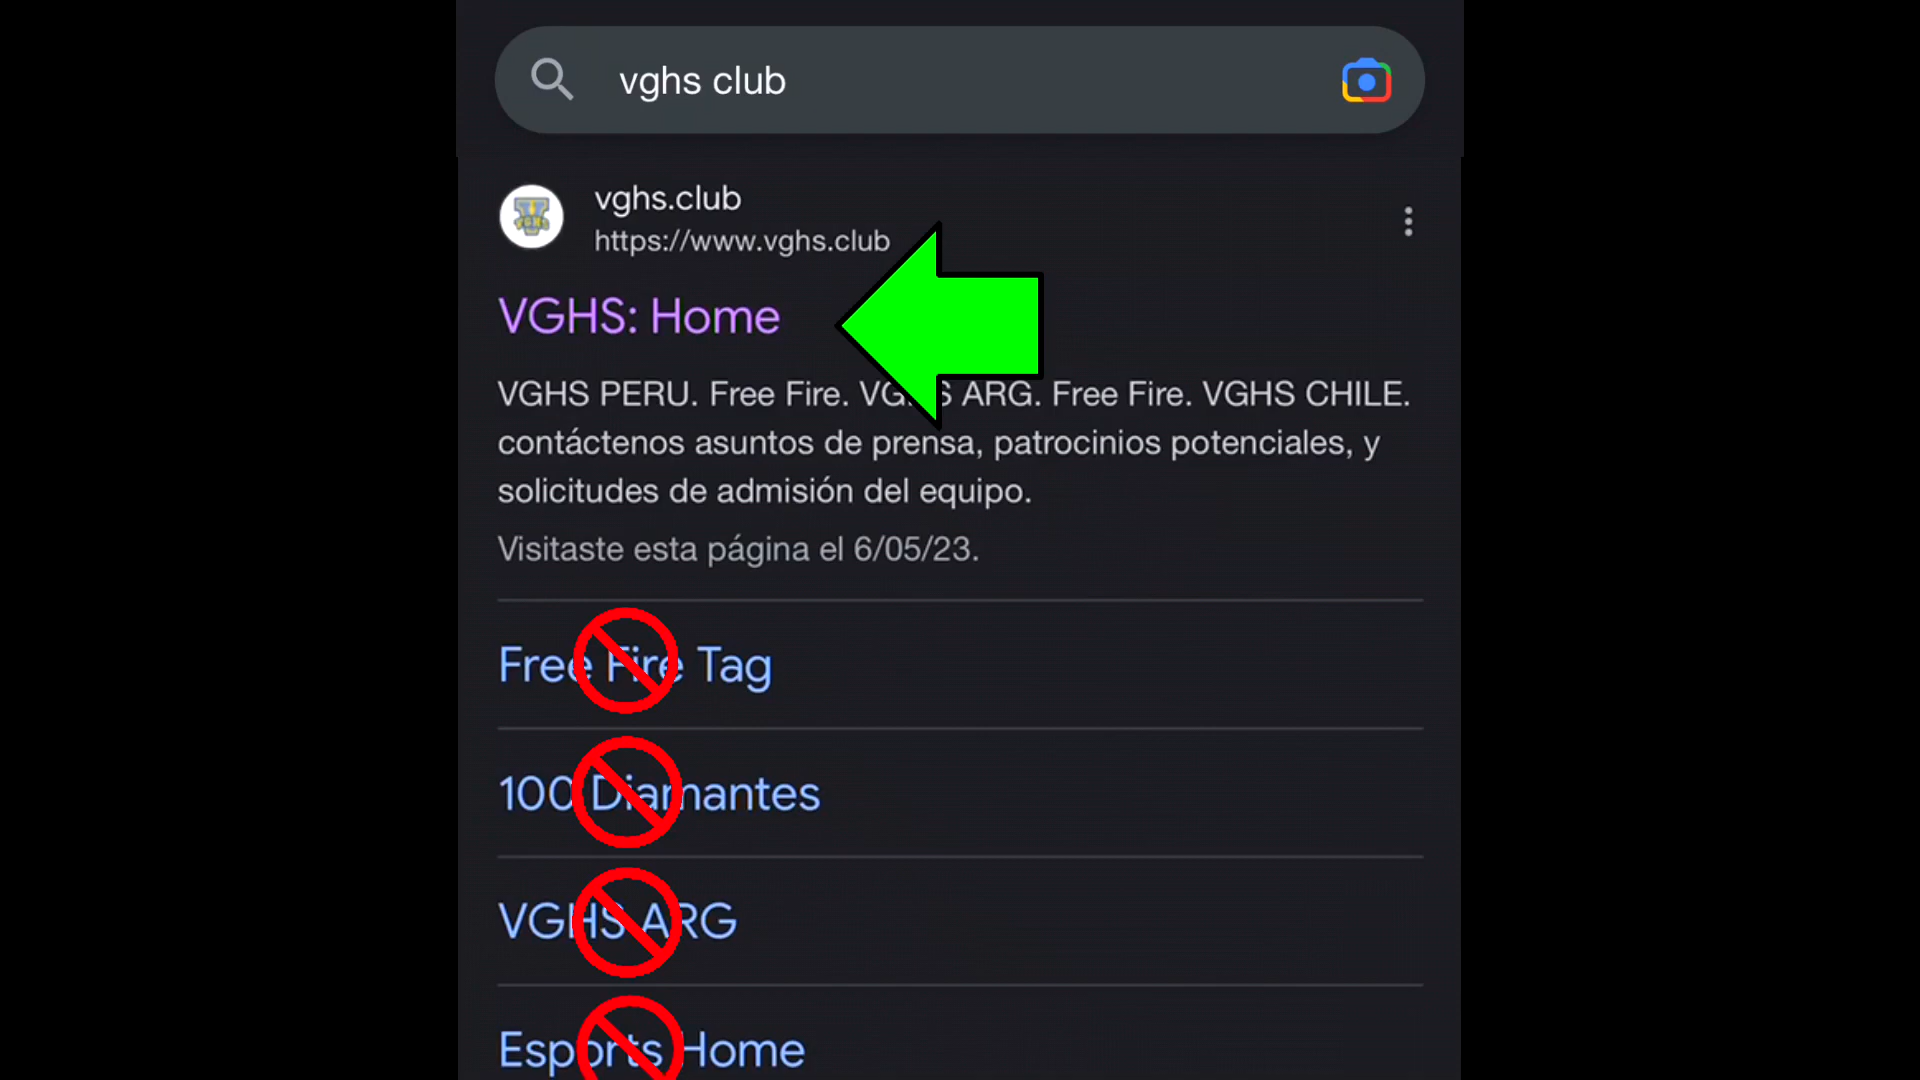 vghs club
VGHS
vghs.club
https://www.vghs.club
VGHS: Home
VGHS PERU. Free Fire. VGHS ARG. Free Fire. VGHS CHILE.
contáctenos asuntos de prensa, patrocinios potenciales, y
solicitudes de admisión del equipo.
Visitaste esta página el 6/05/23.
Free Fire Tag
100 Diamantes
VGHS ARG
Esports Home